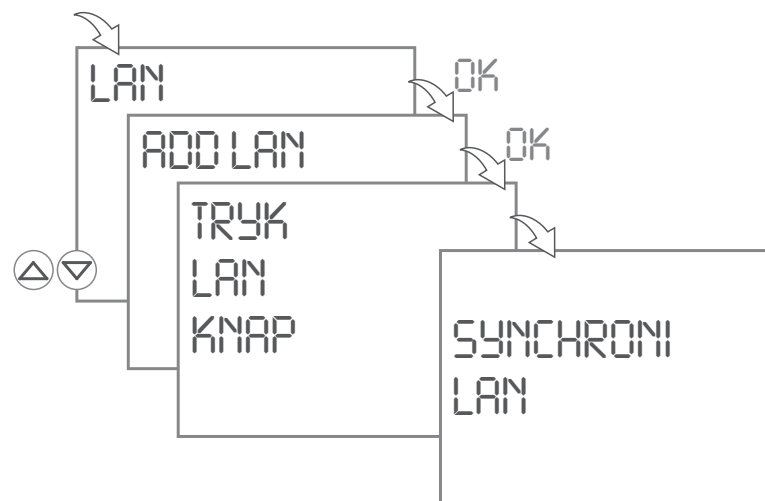 LAN
OK
ADD LAN
OK
TRYK
LAN
KNAP
SYNCHRONI
LAN